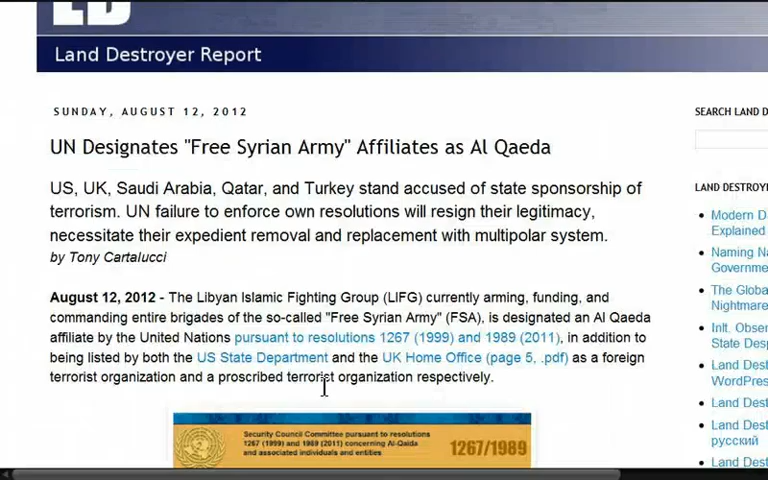 LD
Land Destroyer Report
SUNDAY, AUGUST 12, 2012
SEARCH LAND D
UN Designates "Free Syrian Army" Affiliates as Al Qaeda
US, UK, Saudi Arabia, Qatar, and Turkey stand accused of state sponsorship of
terrorism. UN failure to enforce own resolutions will resign their legitimacy,
necessitate their expedient removal and replacement with multipolar system.
by Tony Cartalucci
August 12, 2012 - The Libyan Islamic Fighting Group (LIFG) currently arming, funding, and
commanding entire brigades of the so-called "Free Syrian Army" (FSA), is designated an Al Qaeda
affiliate by the United Nations pursuant to resolutions 1267 (1999) and 1989 (2011), in addition to
being listed by both the US State Department and the UK Home Office (page 5, .pdf) as a foreign
terrorist organization and a proscribed terrorist organization respectively.
Security Council Committee pursuant to resolutions
1267 (1999) and 1989 (2011) concerning Al-Qaida
and associated individuals and entities
1267/1989
LAND DESTROY
Modern D
Explained
Naming Na
Governme
The Globa
Nightmare
Intl. Obser
State Desp
Land Dest
WordPres
Land Dest
Land Dest
русский
Land Dest